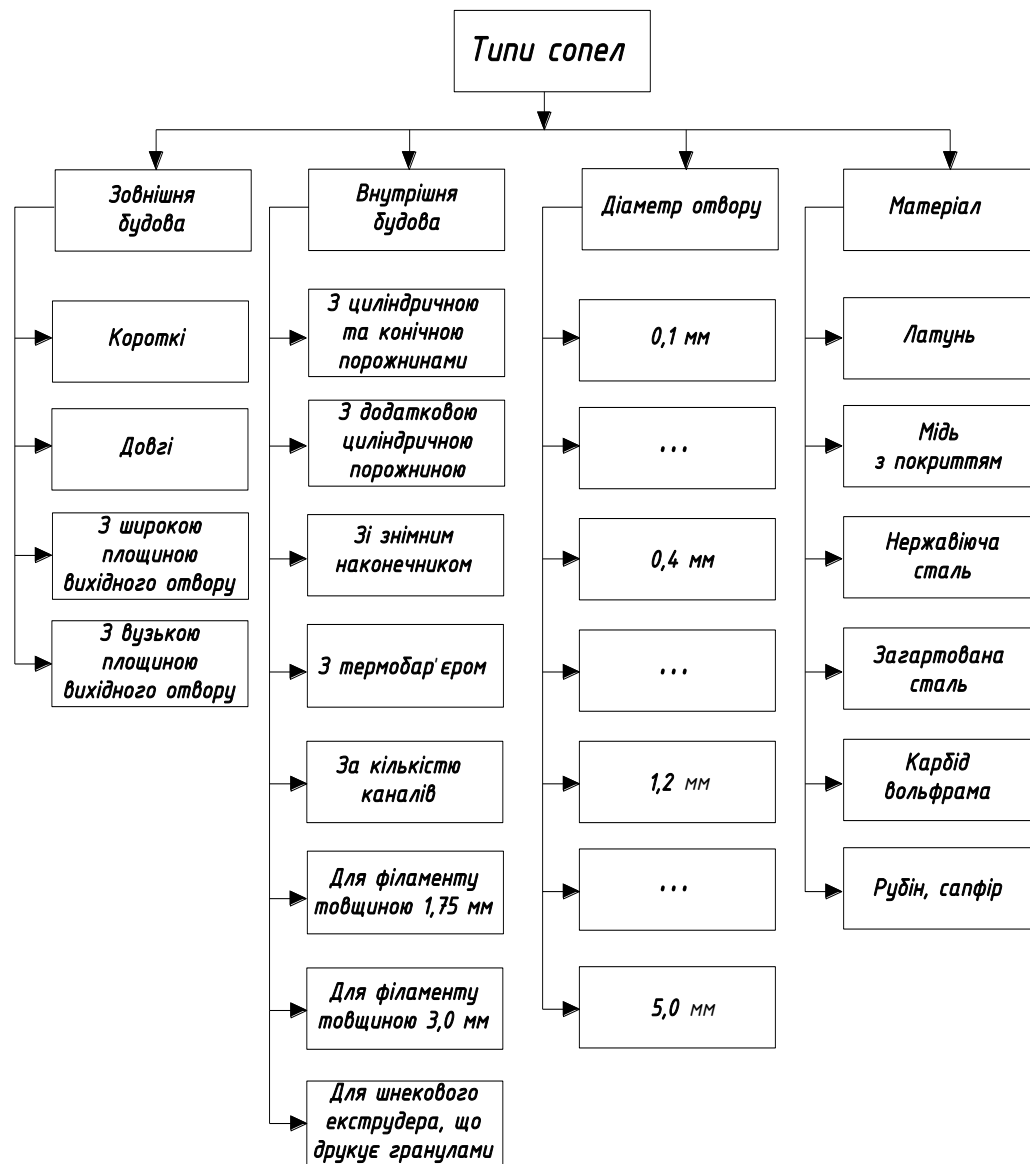 Типи сопел
Зовнішня
будова
Короткі
Довгі
З широкою
площиною
вихідного отвору
З вузькою
площиною
вихідного отвору
Внутрішня
будова
З циліндричною
та конічною
порожнинами
З додатковою
циліндричною
порожниною
Зі знімним
наконечником
З термобар'єром
За кількістю
каналів
Для філаменту
товщиною 1,75 мм
Для філаменту
товщиною 3,0 мм
Для шнекового
екструдера, що
друкує гранулами
Діаметр отвору
0,1 мм
...
0,4 мм
...
1,2 мм
...
5,0 мм
Матеріал
Латунь
Мідь
з покриттям
Нержавіюча
сталь
Загартована
сталь
Карбід
вольфрама
Рубін, сапфір